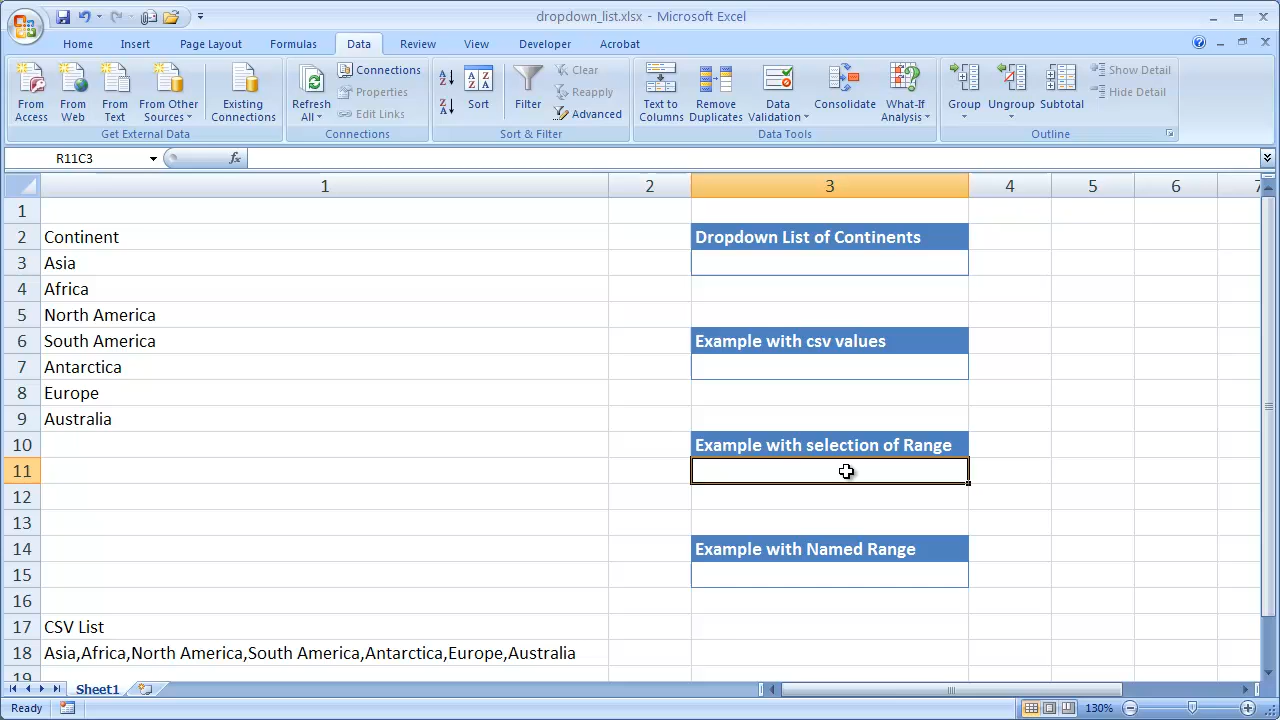 dropdown_list.xlsx - Microsoft Excel
Home Insert Page Layout Formulas Data Review View Developer Acrobat
From Access
From Web
From Text
From Other Sources
Existing Connections
Get External Data
Refresh All
Connections
Properties
Edit Links
Connections
Sort
Filter
Clear
Reapply
Advanced
Sort & Filter
Text to Columns
Remove Duplicates
Data Validation
Consolidate
What-If Analysis
Data Tools
Group
Ungroup
Subtotal
Show Detail
Hide Detail
Outline
R11C3 fx
1 2 3 4 5 6 7
1
2 Continent Dropdown List of Continents
3 Asia
4 Africa
5 North America
6 South America Example with csv values
7 Antarctica
8 Europe
9 Australia
10 Example with selection of Range
11
12
13
14 Example with Named Range
15
16
17 CSV List
18 Asia,Africa,North America,South America,Antarctica,Europe,Australia
19
Sheet1
Ready 130%